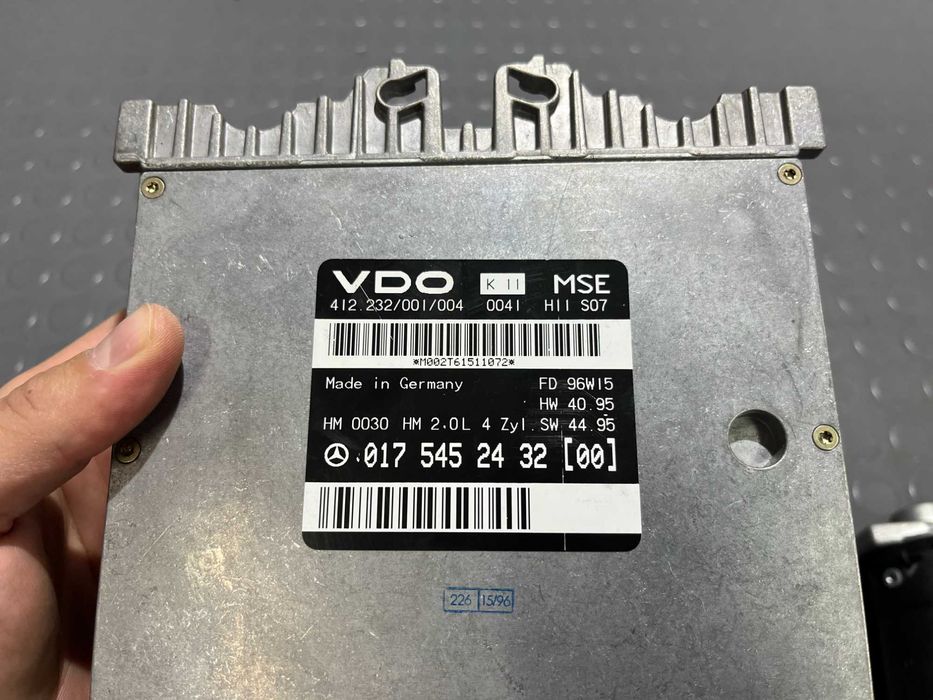 VDO K 11 MSE
412.232/001/004 0041 H11 S07
*M002T61511072*
Made in Germany FD 96W15
HW 40.95
HM 0030 HM 2.0L 4 Zyl. SW 44.95
017 545 24 32 [00]
226 15/96